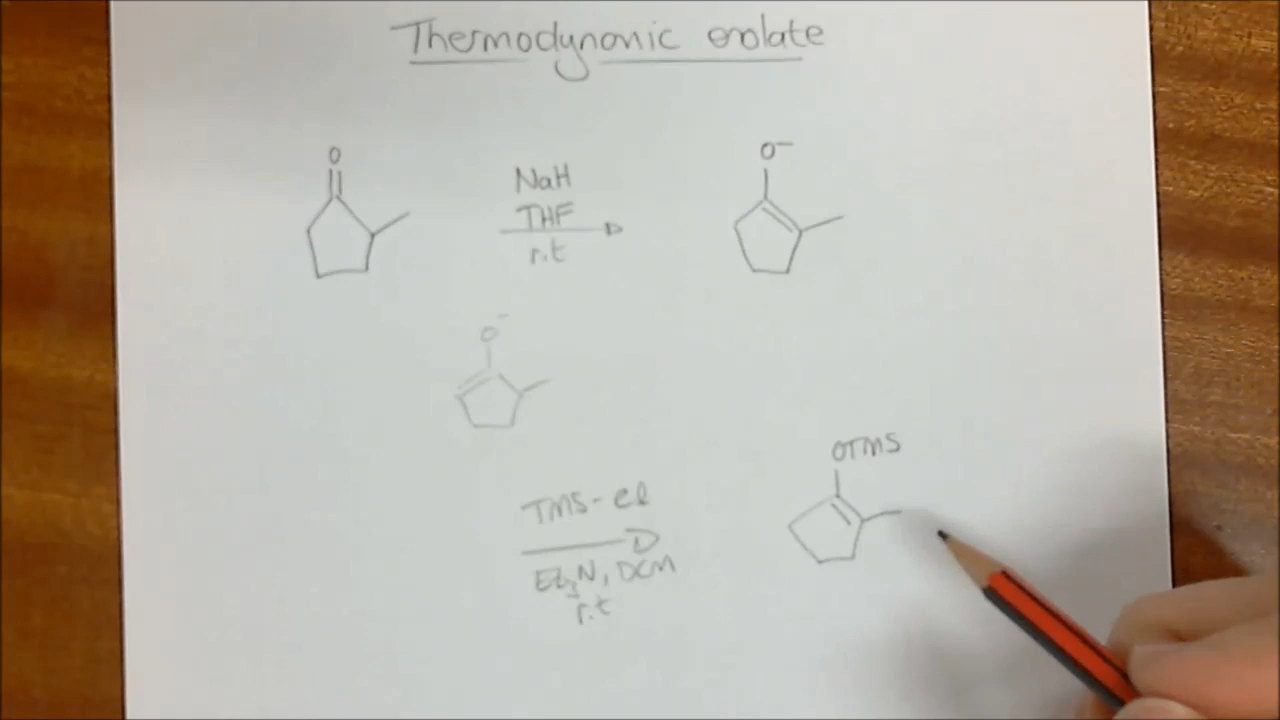 Thermodynamic enolate
O
NaH
THF
r.t
O⁻
O⁻
OTMS
TMS-Cl
Et₃N, DCM
r.t